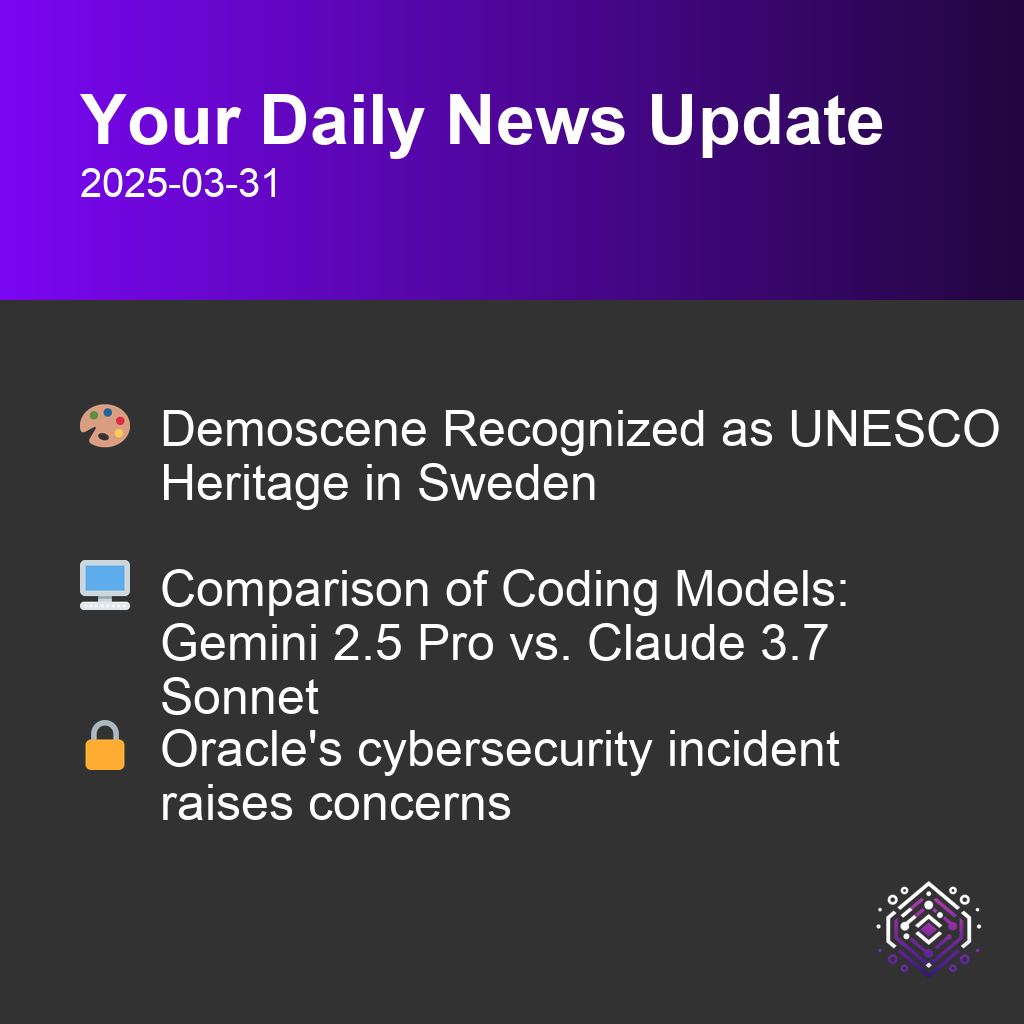 Your Daily News Update
2025-03-31
Demoscene Recognized as UNESCO
Heritage in Sweden
Comparison of Coding Models:
Gemini 2.5 Pro vs. Claude 3.7
Sonnet
Oracle's cybersecurity incident
raises concerns